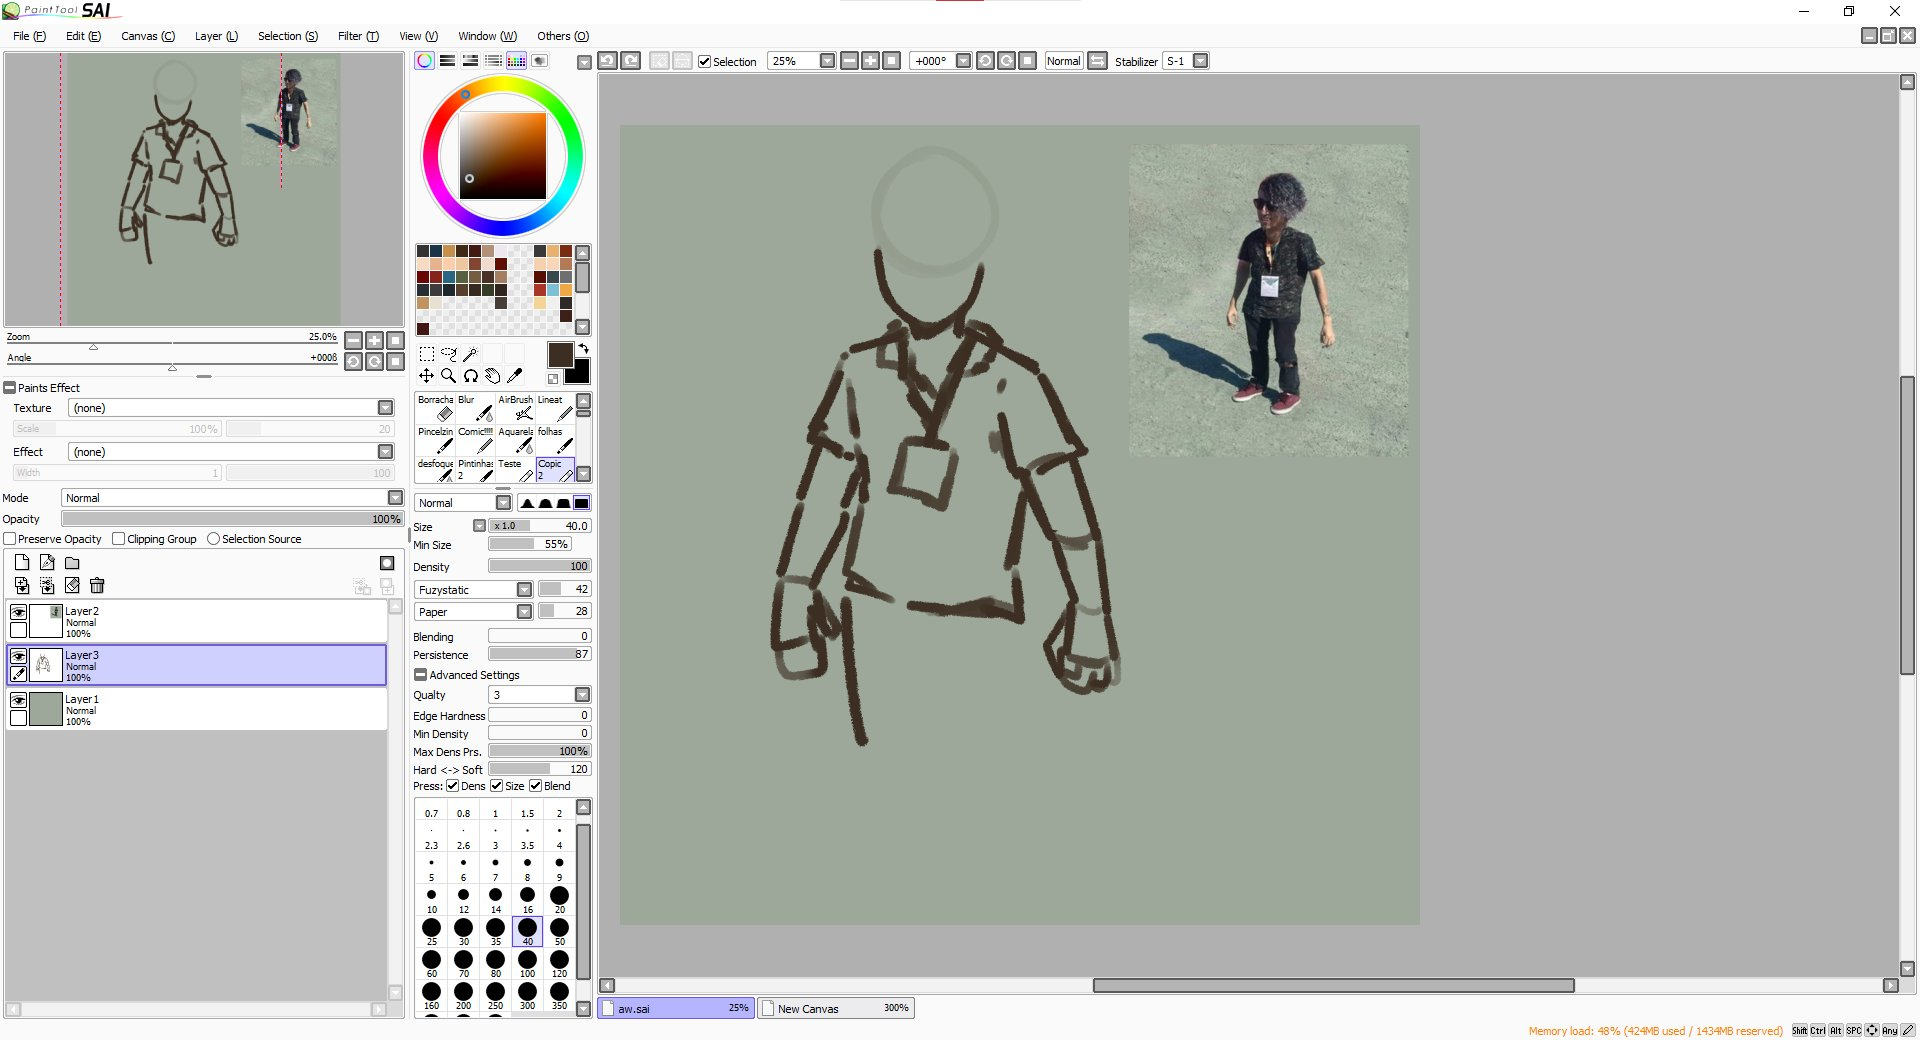 PaintTool SAI
File (F) Edit (E) Canvas (C) Layer (L) Selection (S) Filter (T) View (V) Window (W) Others (O)
Selection 25% +000° Normal Stabilizer S-1
Zoom 25.0%
Angle +000ß
Paints Effect
Texture (none)
Scale 100% 20
Effect (none)
Width 1 100
Mode Normal
Opacity 100%
Preserve Opacity Clipping Group Selection Source
Layer2
Normal
100%
Layer3
Normal
100%
Layer1
Normal
100%
Borracha Blur AirBrush Lineat
Pincelzin Comic!!!! Aquarela folhas
desfoque Pintinhas 2 Teste Copic 2
Normal
Size x 1.0 40.0
Min Size 55%
Density 100
Fuzystatic 42
Paper 28
Blending 0
Persistence 87
Advanced Settings
Qualty 3
Edge Hardness 0
Min Density 0
Max Dens Prs. 100%
Hard <-> Soft 120
Press: Dens Size Blend
0.7 0.8 1 1.5 2
2.3 2.6 3 3.5 4
5 6 7 8 9
10 12 14 16 20
25 30 35 40 50
60 70 80 100 120
160 200 250 300 350
aw.sai 25% New Canvas 300%
Memory load: 48% (424MB used / 1434MB reserved) Shift Ctrl Alt SPC Any